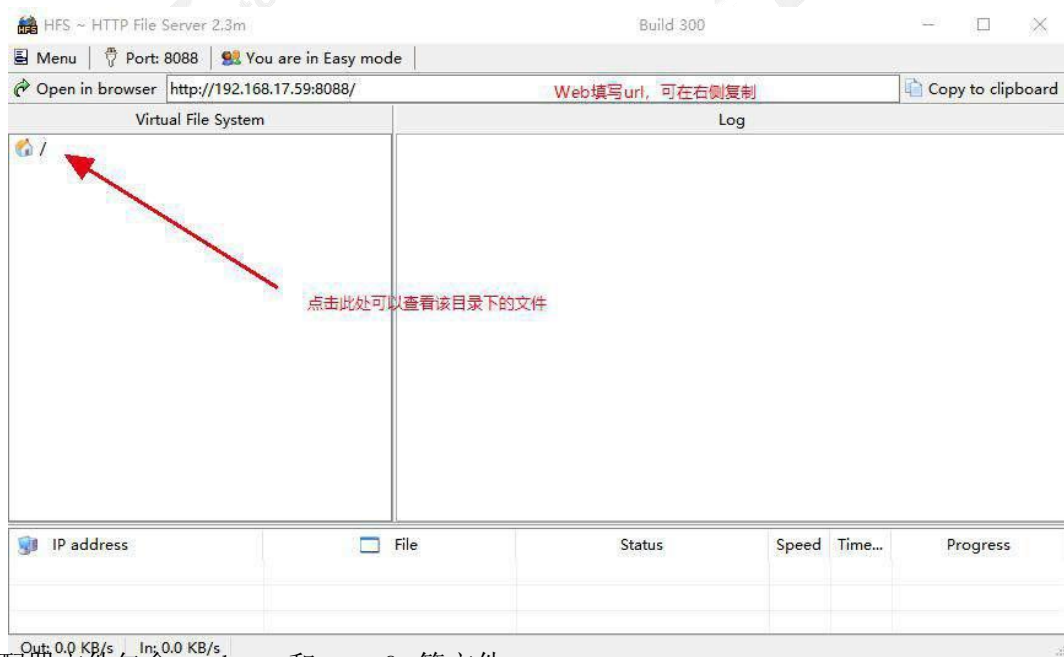 HFS ~ HTTP File Server 2.3m Build 300
Menu Port: 8088 You are in Easy mode
Open in browser http://192.168.17.59:8088/ Web填写url, 可在右侧复制 Copy to clipboard
Virtual File System Log
/
点击此处可以查看该目录下的文件
IP address File Status Speed Time... Progress
Out: 0.0 KB/s In: 0.0 KB/s